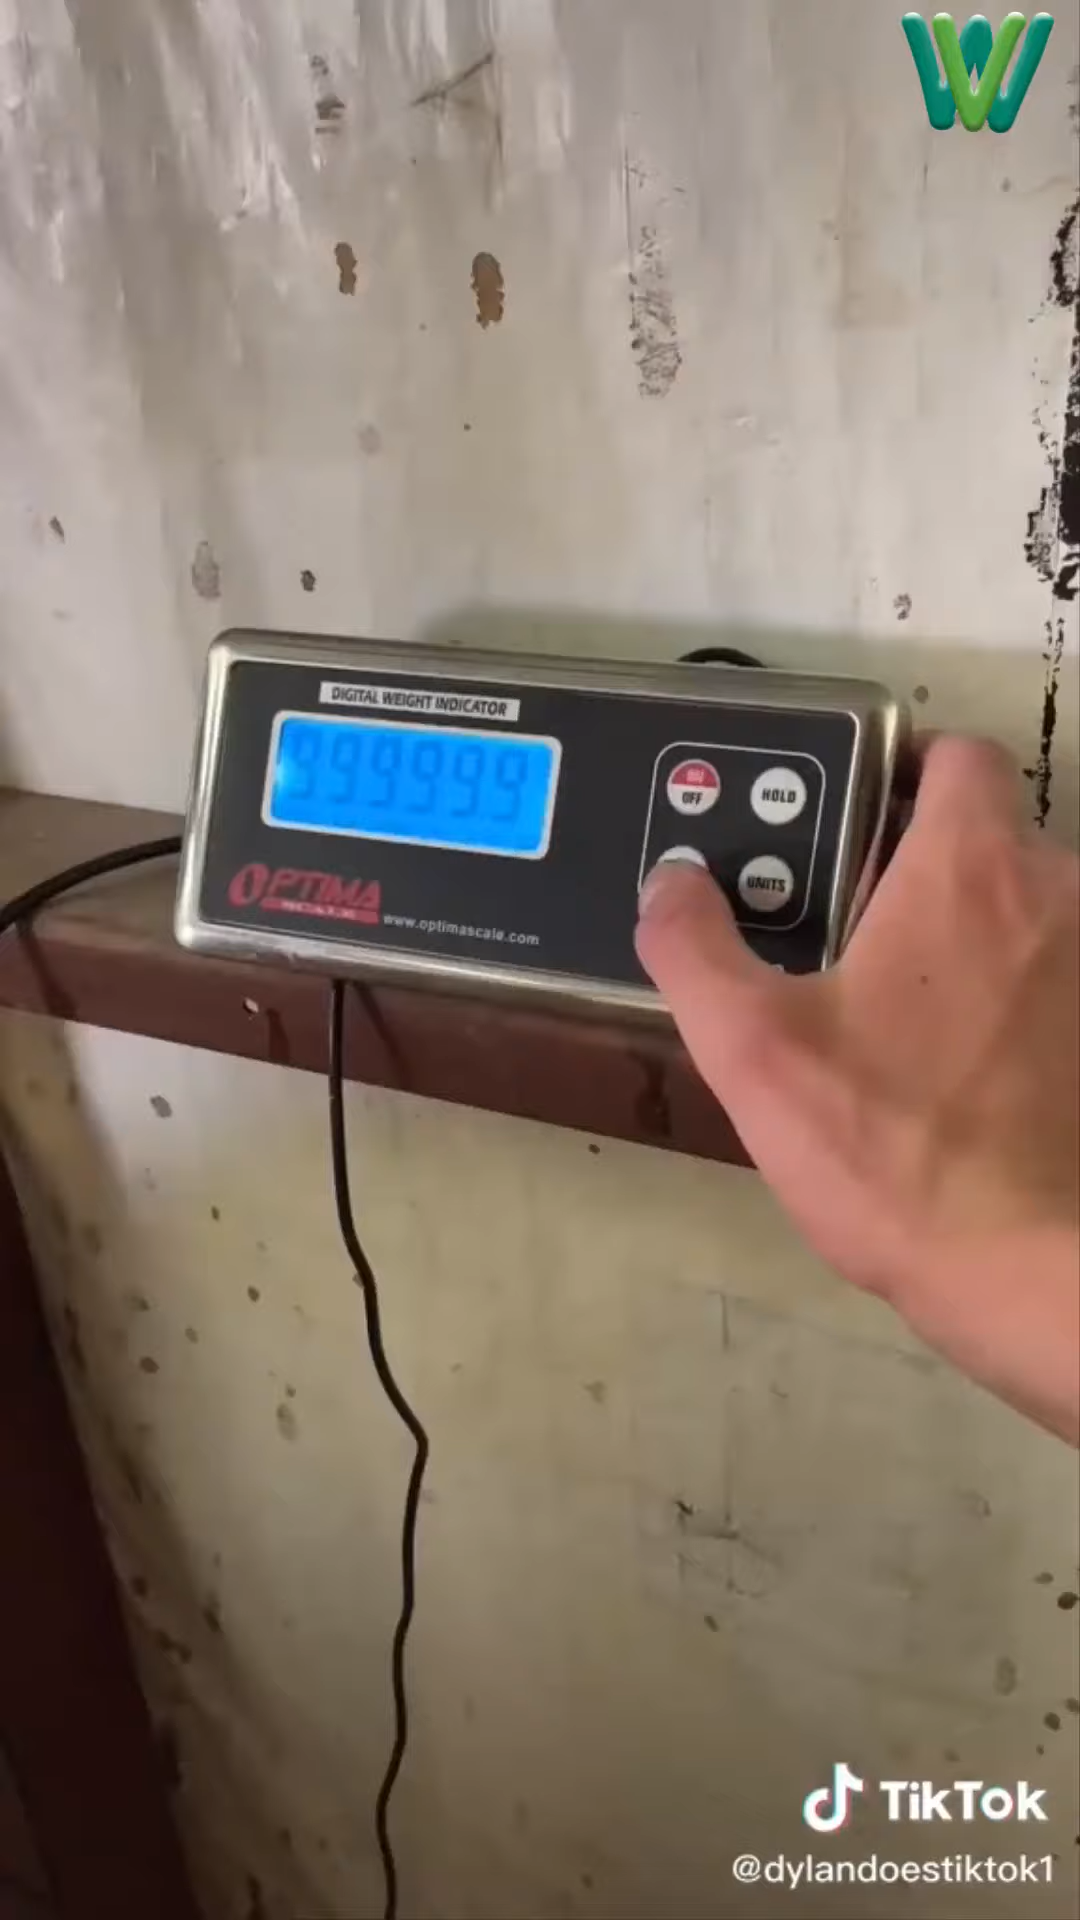 W
DIGITAL WEIGHT INDICATOR
999999
ON
OFF
HOLD
UNITS
OPTIMA
www.optimascale.com
TikTok
@dylandoestiktok1